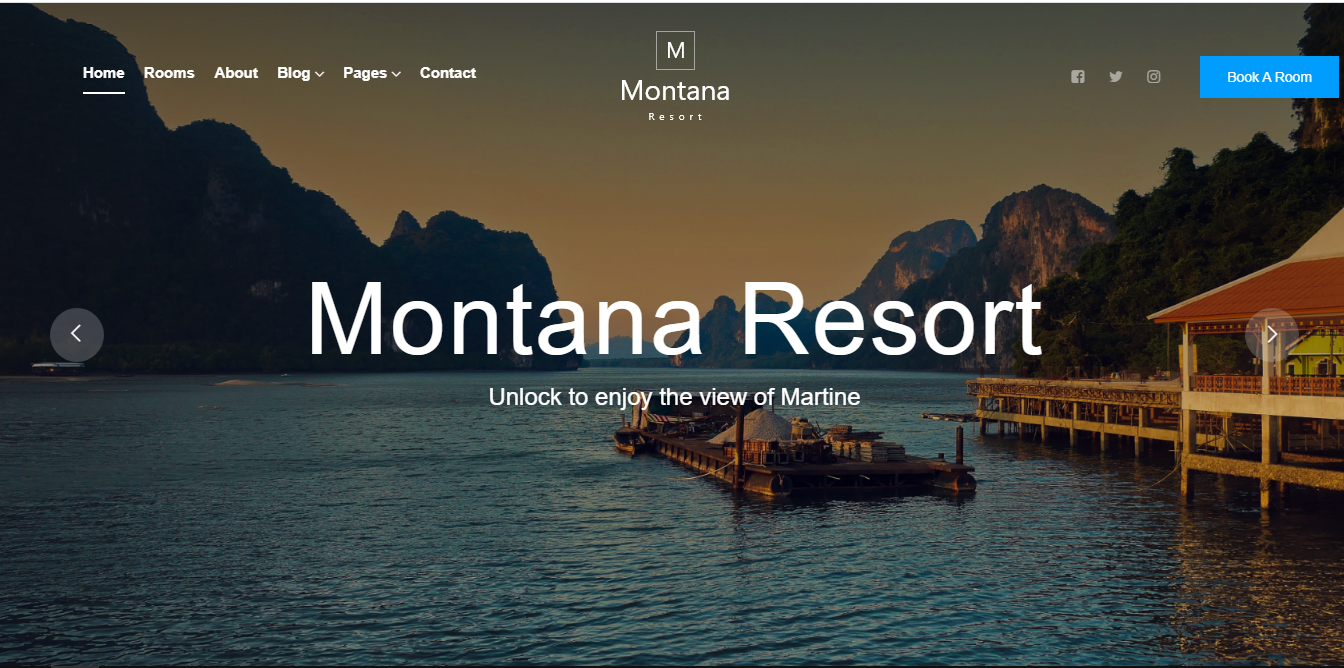 Home Rooms About Blog Pages Contact
M
Montana
Resort
Book A Room
Montana Resort
Unlock to enjoy the view of Martine